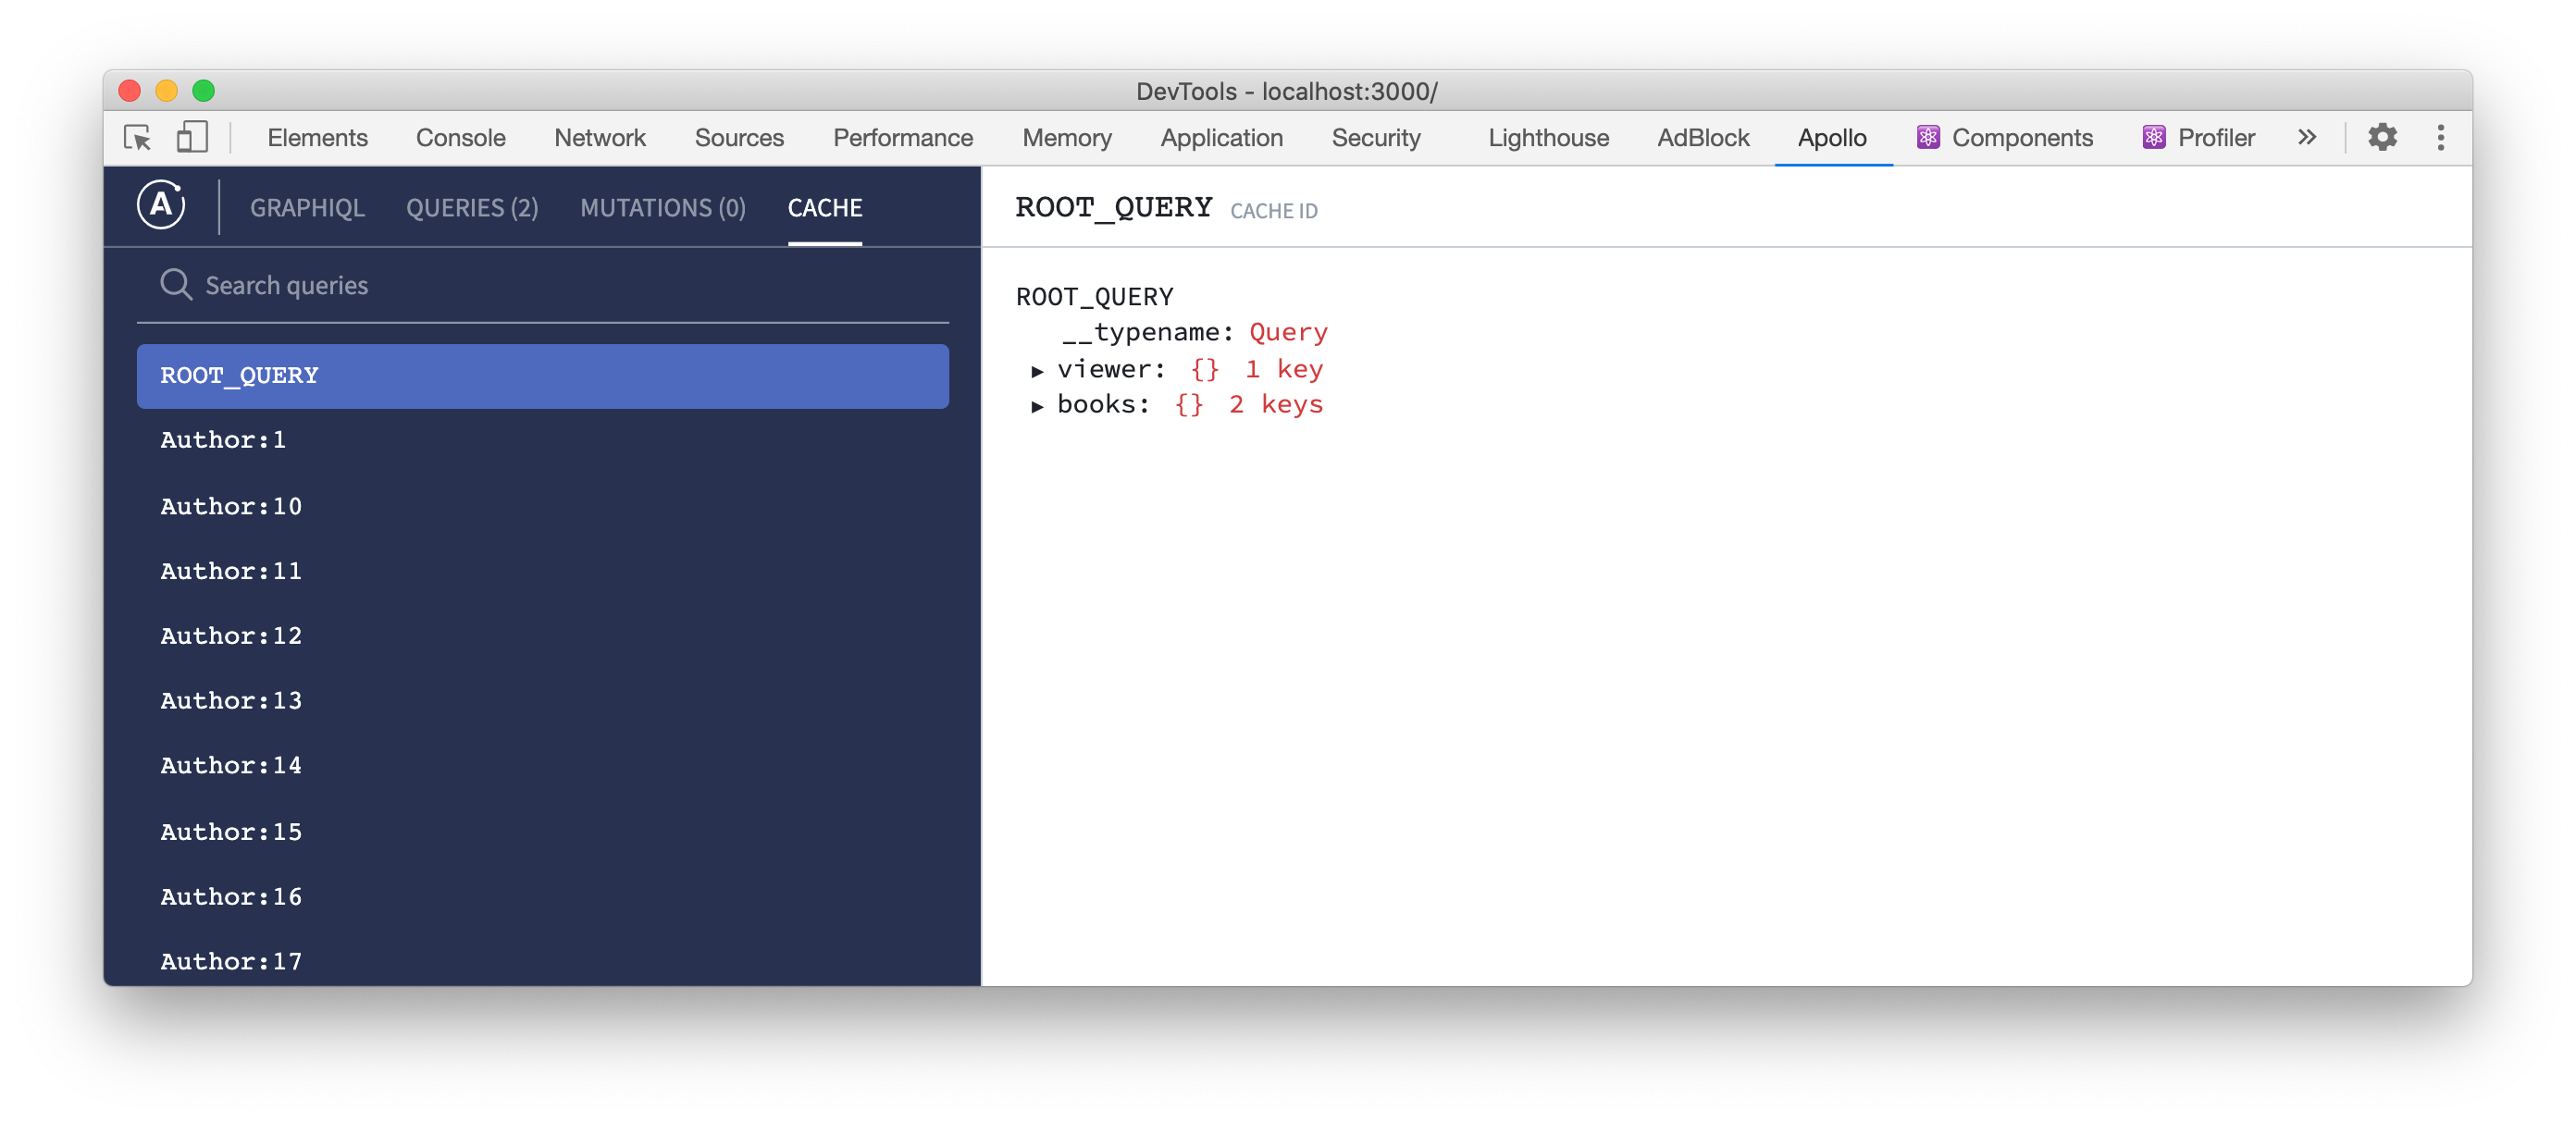 DevTools - localhost:3000/
Elements Console Network Sources Performance Memory Application Security Lighthouse AdBlock Apollo Components Profiler »
A GRAPHIQL QUERIES (2) MUTATIONS (0) CACHE
Search queries
ROOT_QUERY
Author:1
Author:10
Author:11
Author:12
Author:13
Author:14
Author:15
Author:16
Author:17
ROOT_QUERY CACHE ID
ROOT_QUERY
__typename: Query
▶ viewer: {} 1 key
▶ books: {} 2 keys